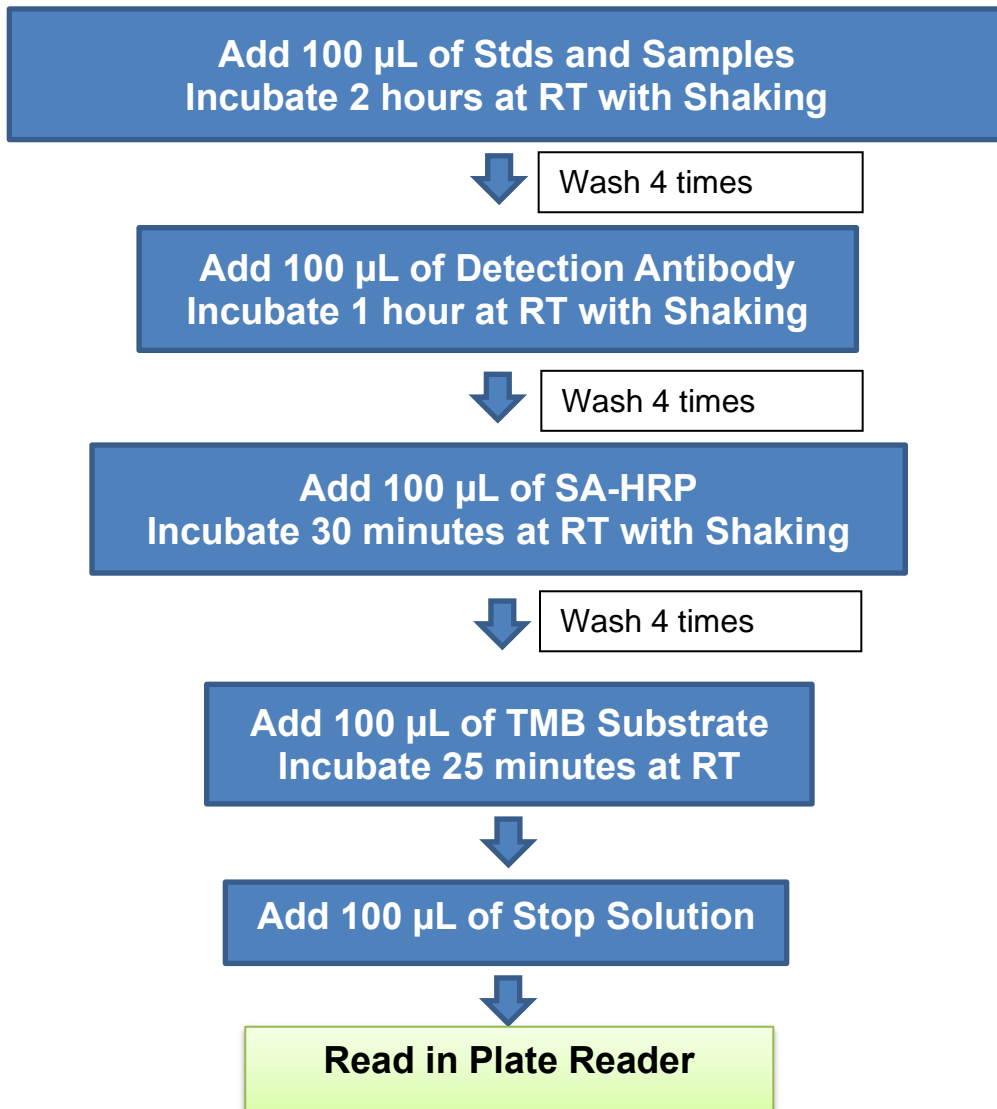 Add 100 µL of Stds and Samples
Incubate 2 hours at RT with Shaking
Wash 4 times
Add 100 µL of Detection Antibody
Incubate 1 hour at RT with Shaking
Wash 4 times
Add 100 µL of SA-HRP
Incubate 30 minutes at RT with Shaking
Wash 4 times
Add 100 µL of TMB Substrate
Incubate 25 minutes at RT
Add 100 µL of Stop Solution
Read in Plate Reader